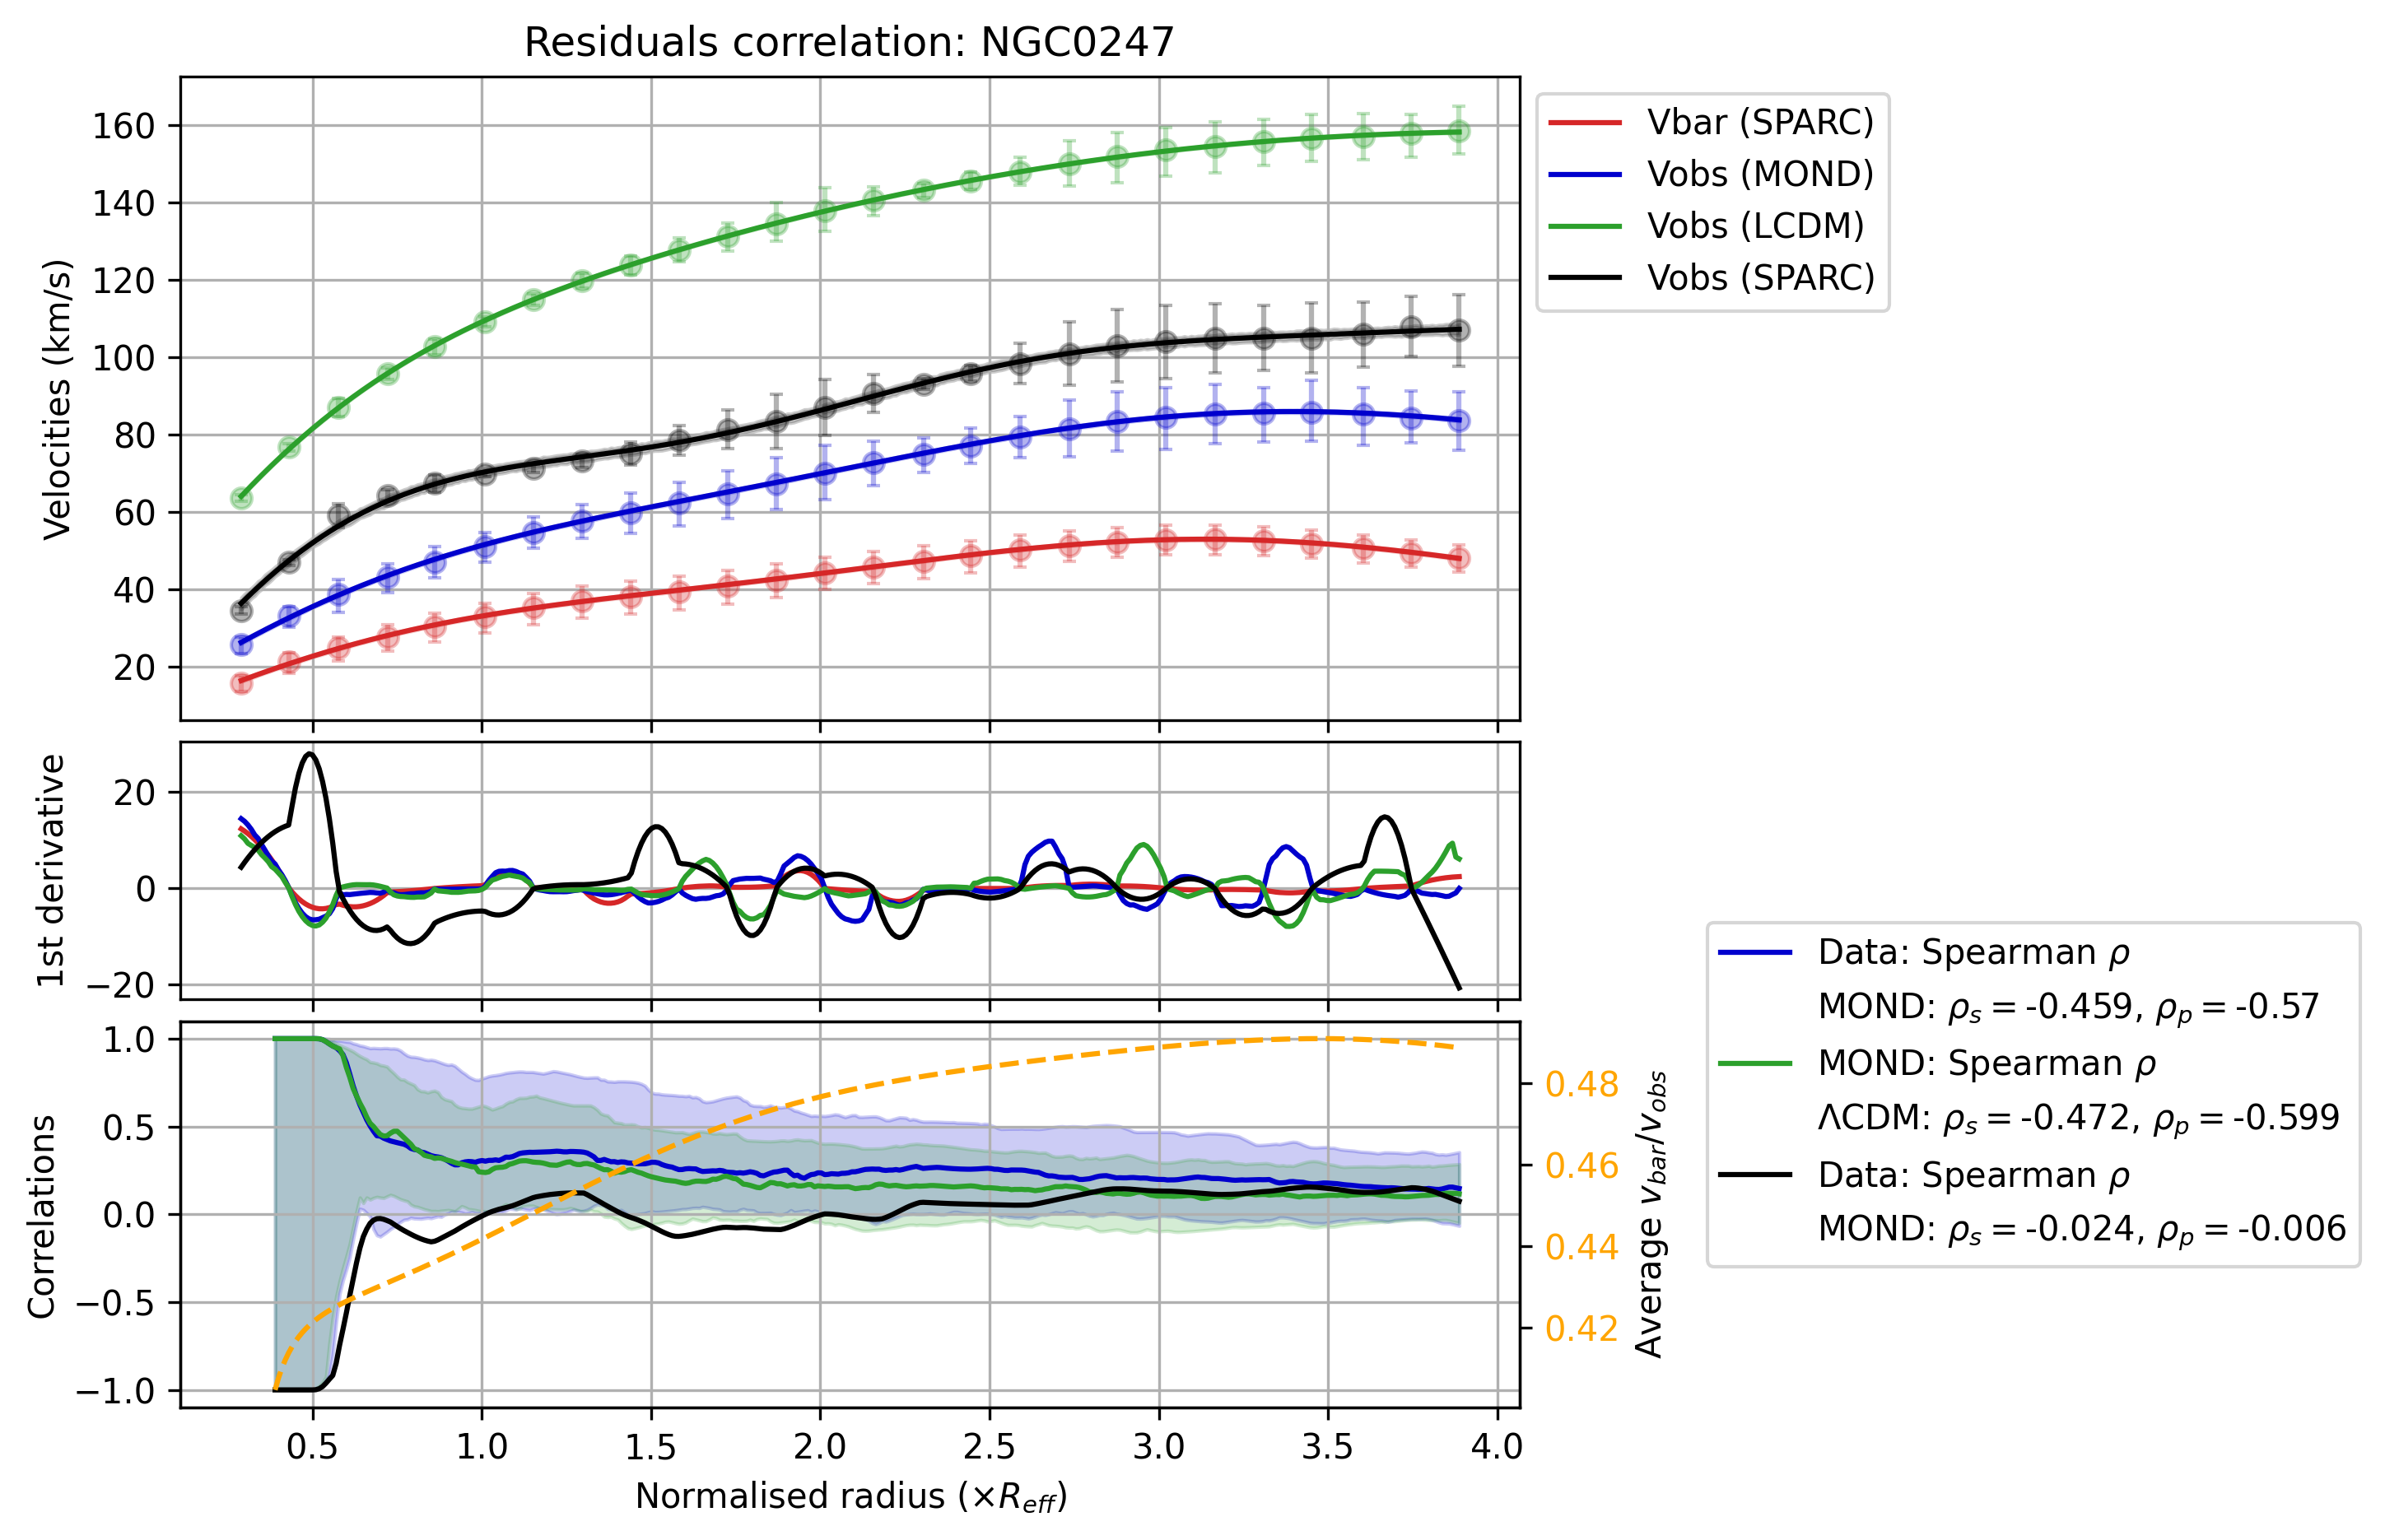 Residuals correlation: NGC0247
Velocities (km/s)
160
140
120
100
80
60
40
20
Vbar (SPARC)
Vobs (MOND)
Vobs (LCDM)
Vobs (SPARC)
1st derivative
20
0
−20
Correlations
1.0
0.5
0.0
−0.5
−1.0
0.48
0.46
0.44
0.42
Average v_bar/v_obs
Data: Spearman ρ
MOND: ρ_s = -0.459, ρ_p = -0.57
MOND: Spearman ρ
ΛCDM: ρ_s = -0.472, ρ_p = -0.599
Data: Spearman ρ
MOND: ρ_s = -0.024, ρ_p = -0.006
0.5 1.0 1.5 2.0 2.5 3.0 3.5 4.0
Normalised radius (×R_eff)